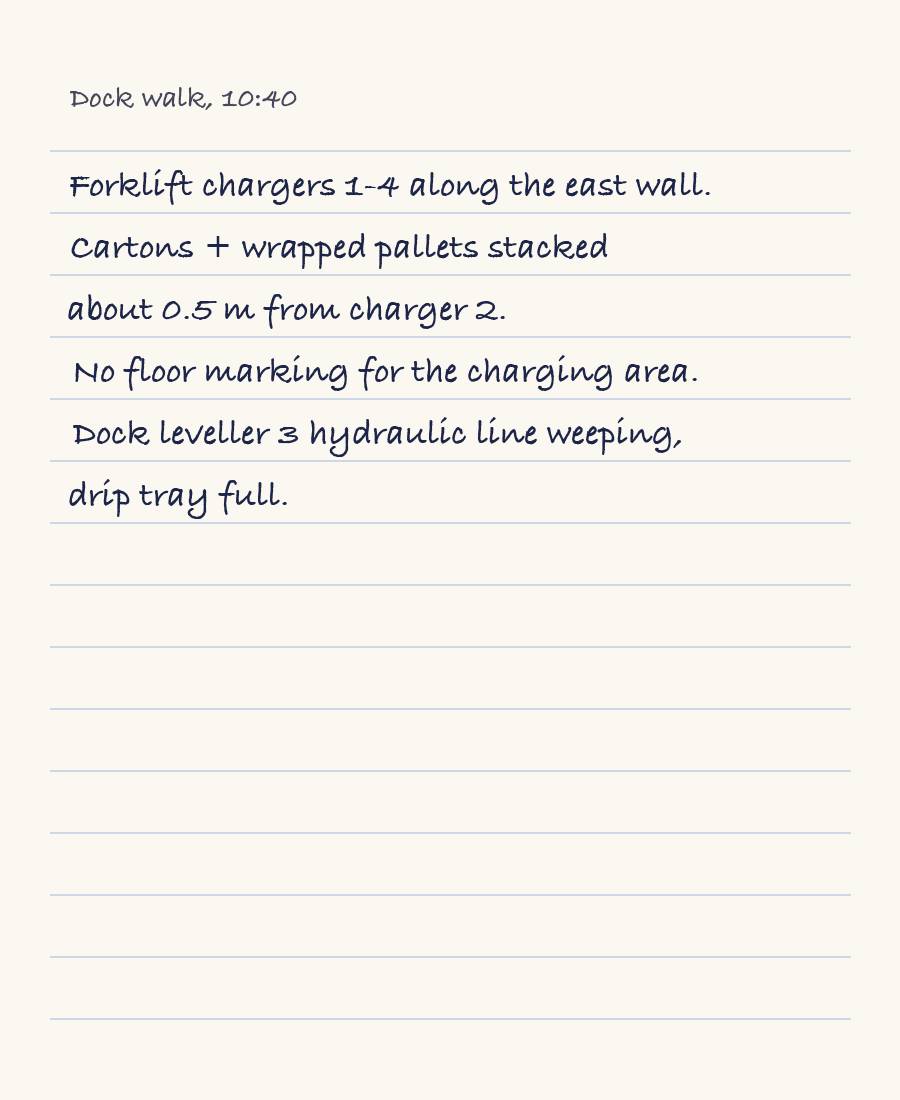 Dock walk, 10:40
Forklift chargers 1-4 along the east wall.
Cartons + wrapped pallets stacked
about 0.5 m from charger 2.
No floor marking for the charging area.
Dock leveller 3 hydraulic line weeping,
drip tray full.